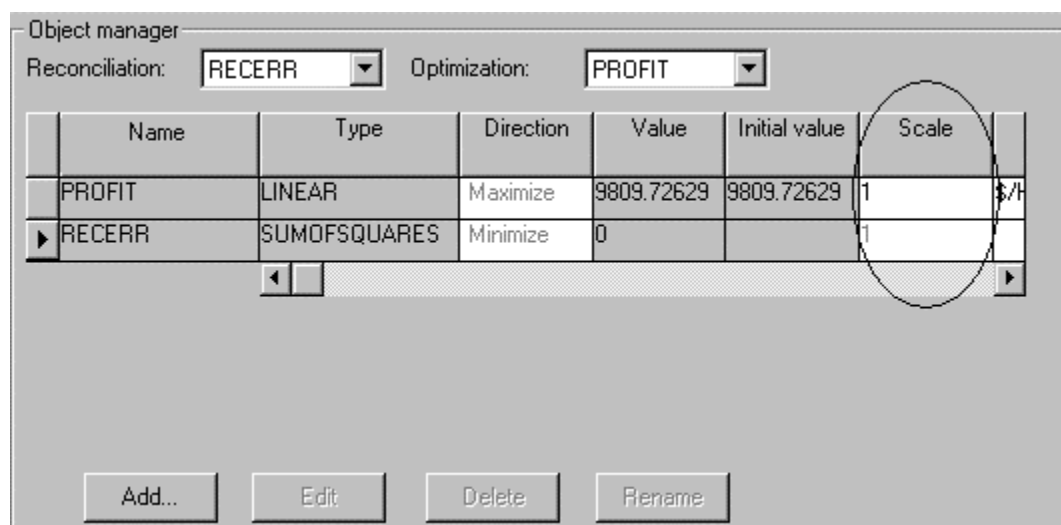 Object manager
Reconciliation: RECERR Optimization: PROFIT
Name Type Direction Value Initial value Scale
PROFIT LINEAR Maximize 9809.72629 9809.72629 1 $/H
RECERR SUMOFSQUARES Minimize 0 1
Add... Edit Delete Rename